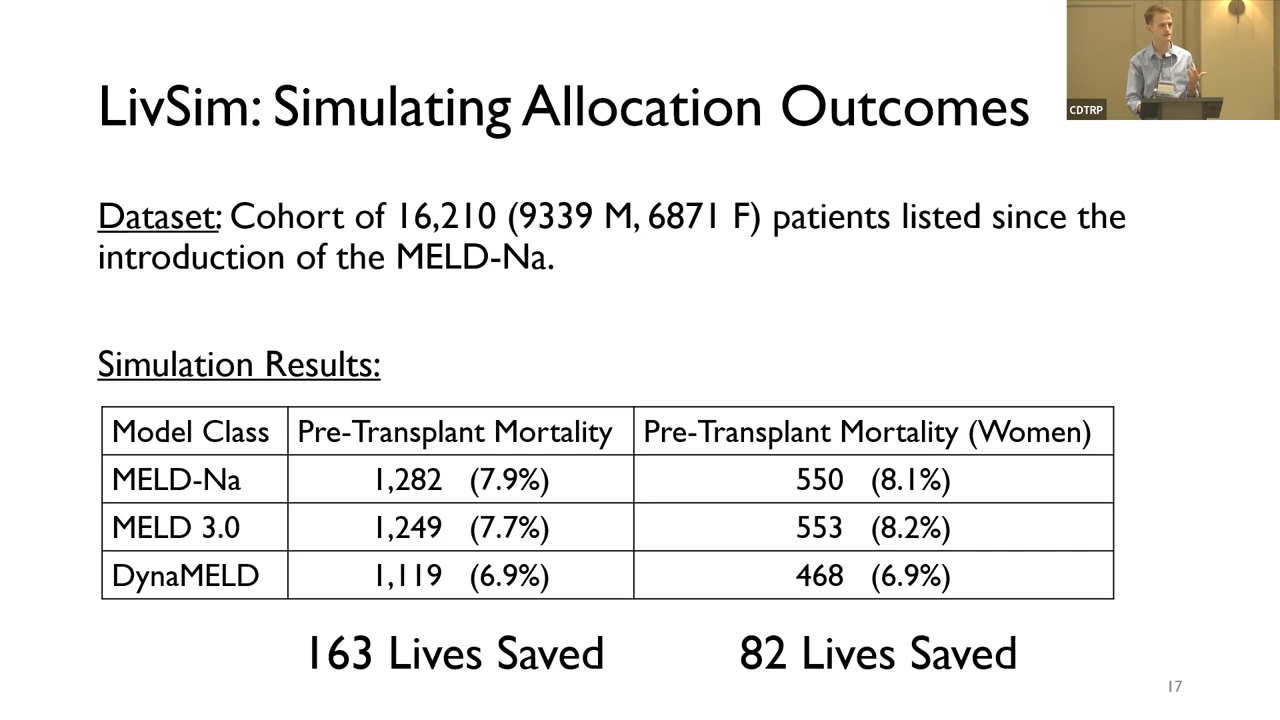 CDTRP
LivSim: Simulating Allocation Outcomes
Dataset: Cohort of 16,210 (9339 M, 6871 F) patients listed since the
introduction of the MELD-Na.
Simulation Results:
Model Class Pre-Transplant Mortality Pre-Transplant Mortality (Women)
MELD-Na 1,282 (7.9%) 550 (8.1%)
MELD 3.0 1,249 (7.7%) 553 (8.2%)
DynaMELD 1,119 (6.9%) 468 (6.9%)
163 Lives Saved 82 Lives Saved
17